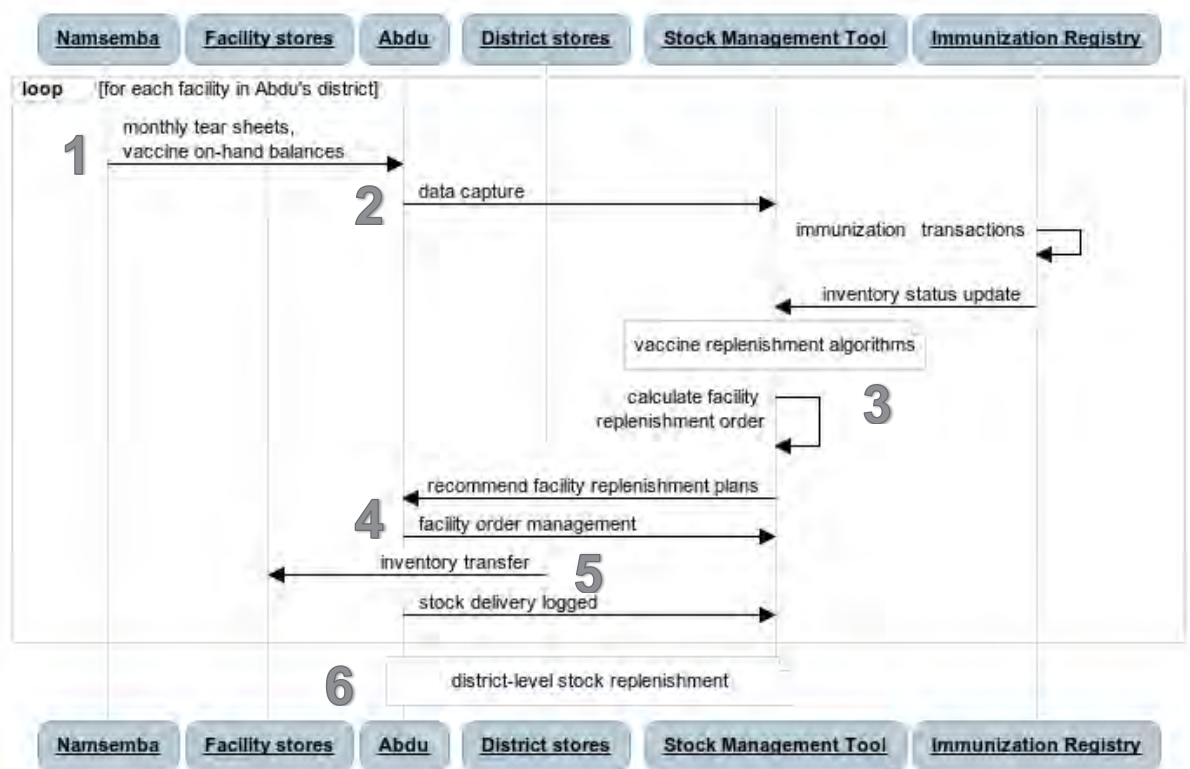 Namsemba Facility stores Abdu District stores Stock Management Tool Immunization Registry
loop [for each facility in Abdu's district]
monthly tear sheets,
1 vaccine on-hand balances
2 data capture
immunization transactions
inventory status update
vaccine replenishment algorithms
calculate facility 3
replenishment order
recommend facility replenishment plans
4 facility order management
inventory transfer 5
stock delivery logged
6 district-level stock replenishment
Namsemba Facility stores Abdu District stores Stock Management Tool Immunization Registry